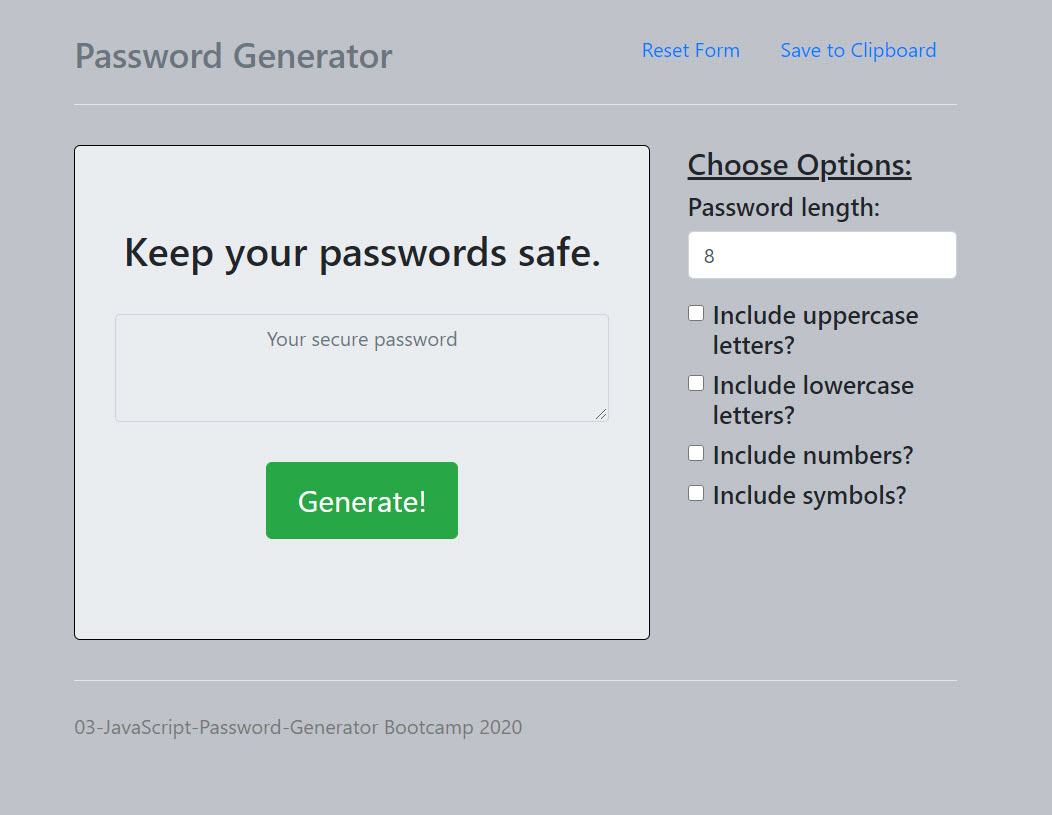 Password Generator
Reset Form
Save to Clipboard
Keep your passwords safe.
Your secure password
Generate!
Choose Options:
Password length:
8
Include uppercase
letters?
Include lowercase
letters?
Include numbers?
Include symbols?
03-JavaScript-Password-Generator Bootcamp 2020